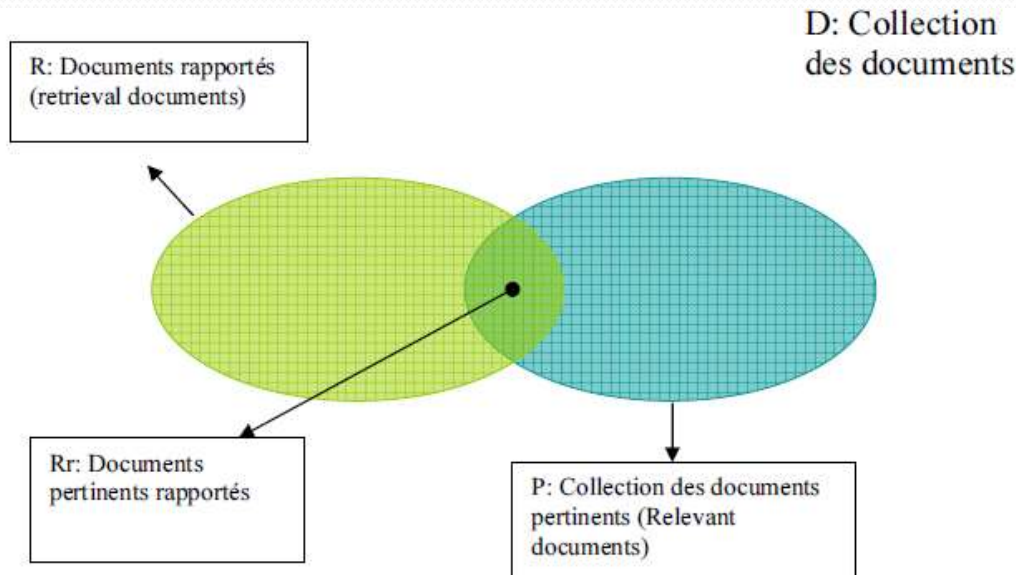 D: Collection
des documents
R: Documents rapportés
(retrieval documents)
Rr: Documents
pertinents rapportés
P: Collection des documents
pertinents (Relevant
documents)